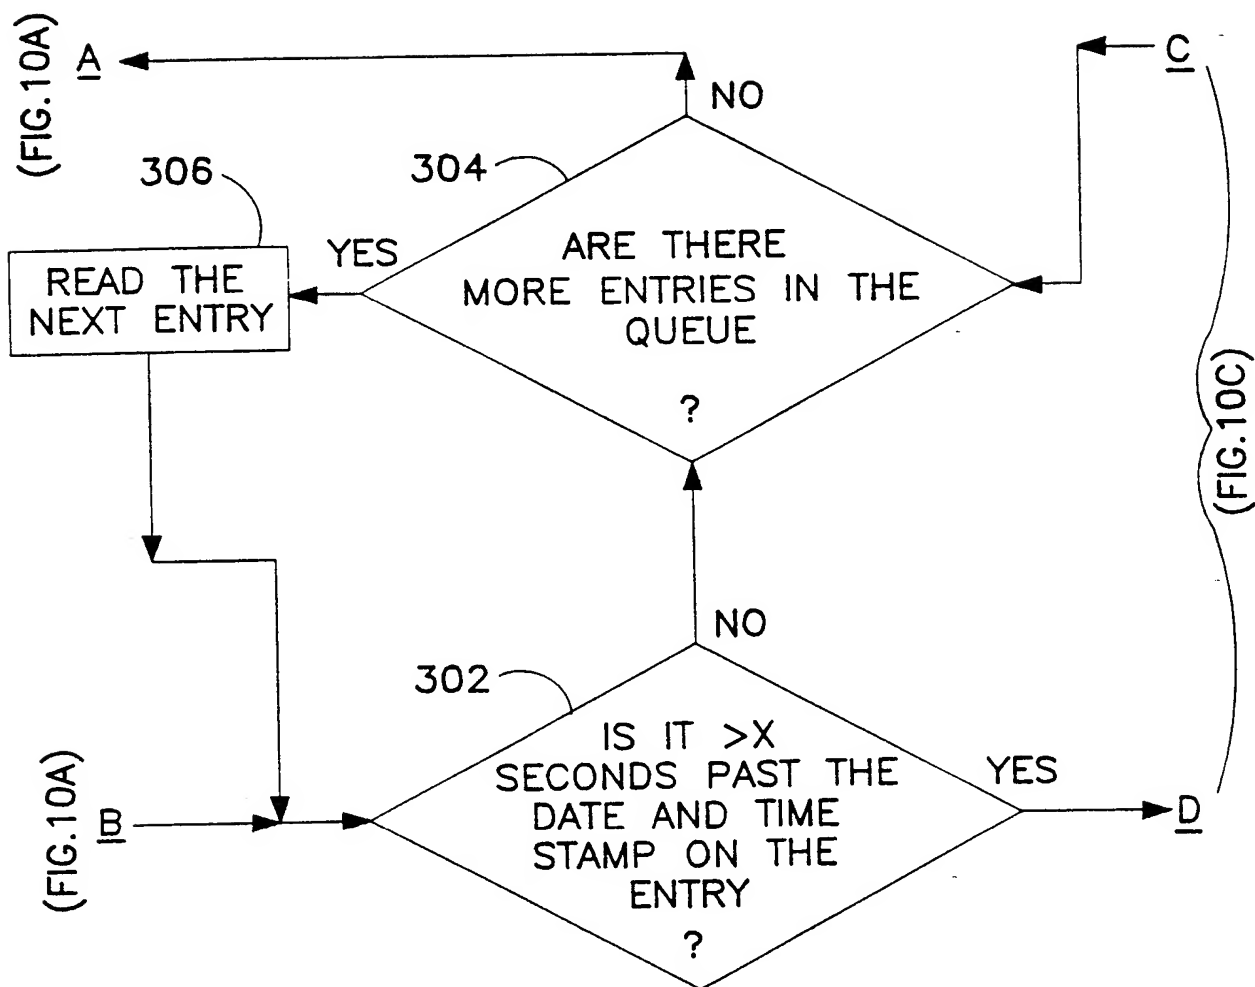 (FIG.10A)
A
C
NO
304
306
YES
ARE THERE
MORE ENTRIES IN THE
QUEUE
?
READ THE
NEXT ENTRY
(FIG.10C)
NO
302
IS IT >X
SECONDS PAST THE
DATE AND TIME
STAMP ON THE
ENTRY
?
YES
(FIG.10A)
B
D